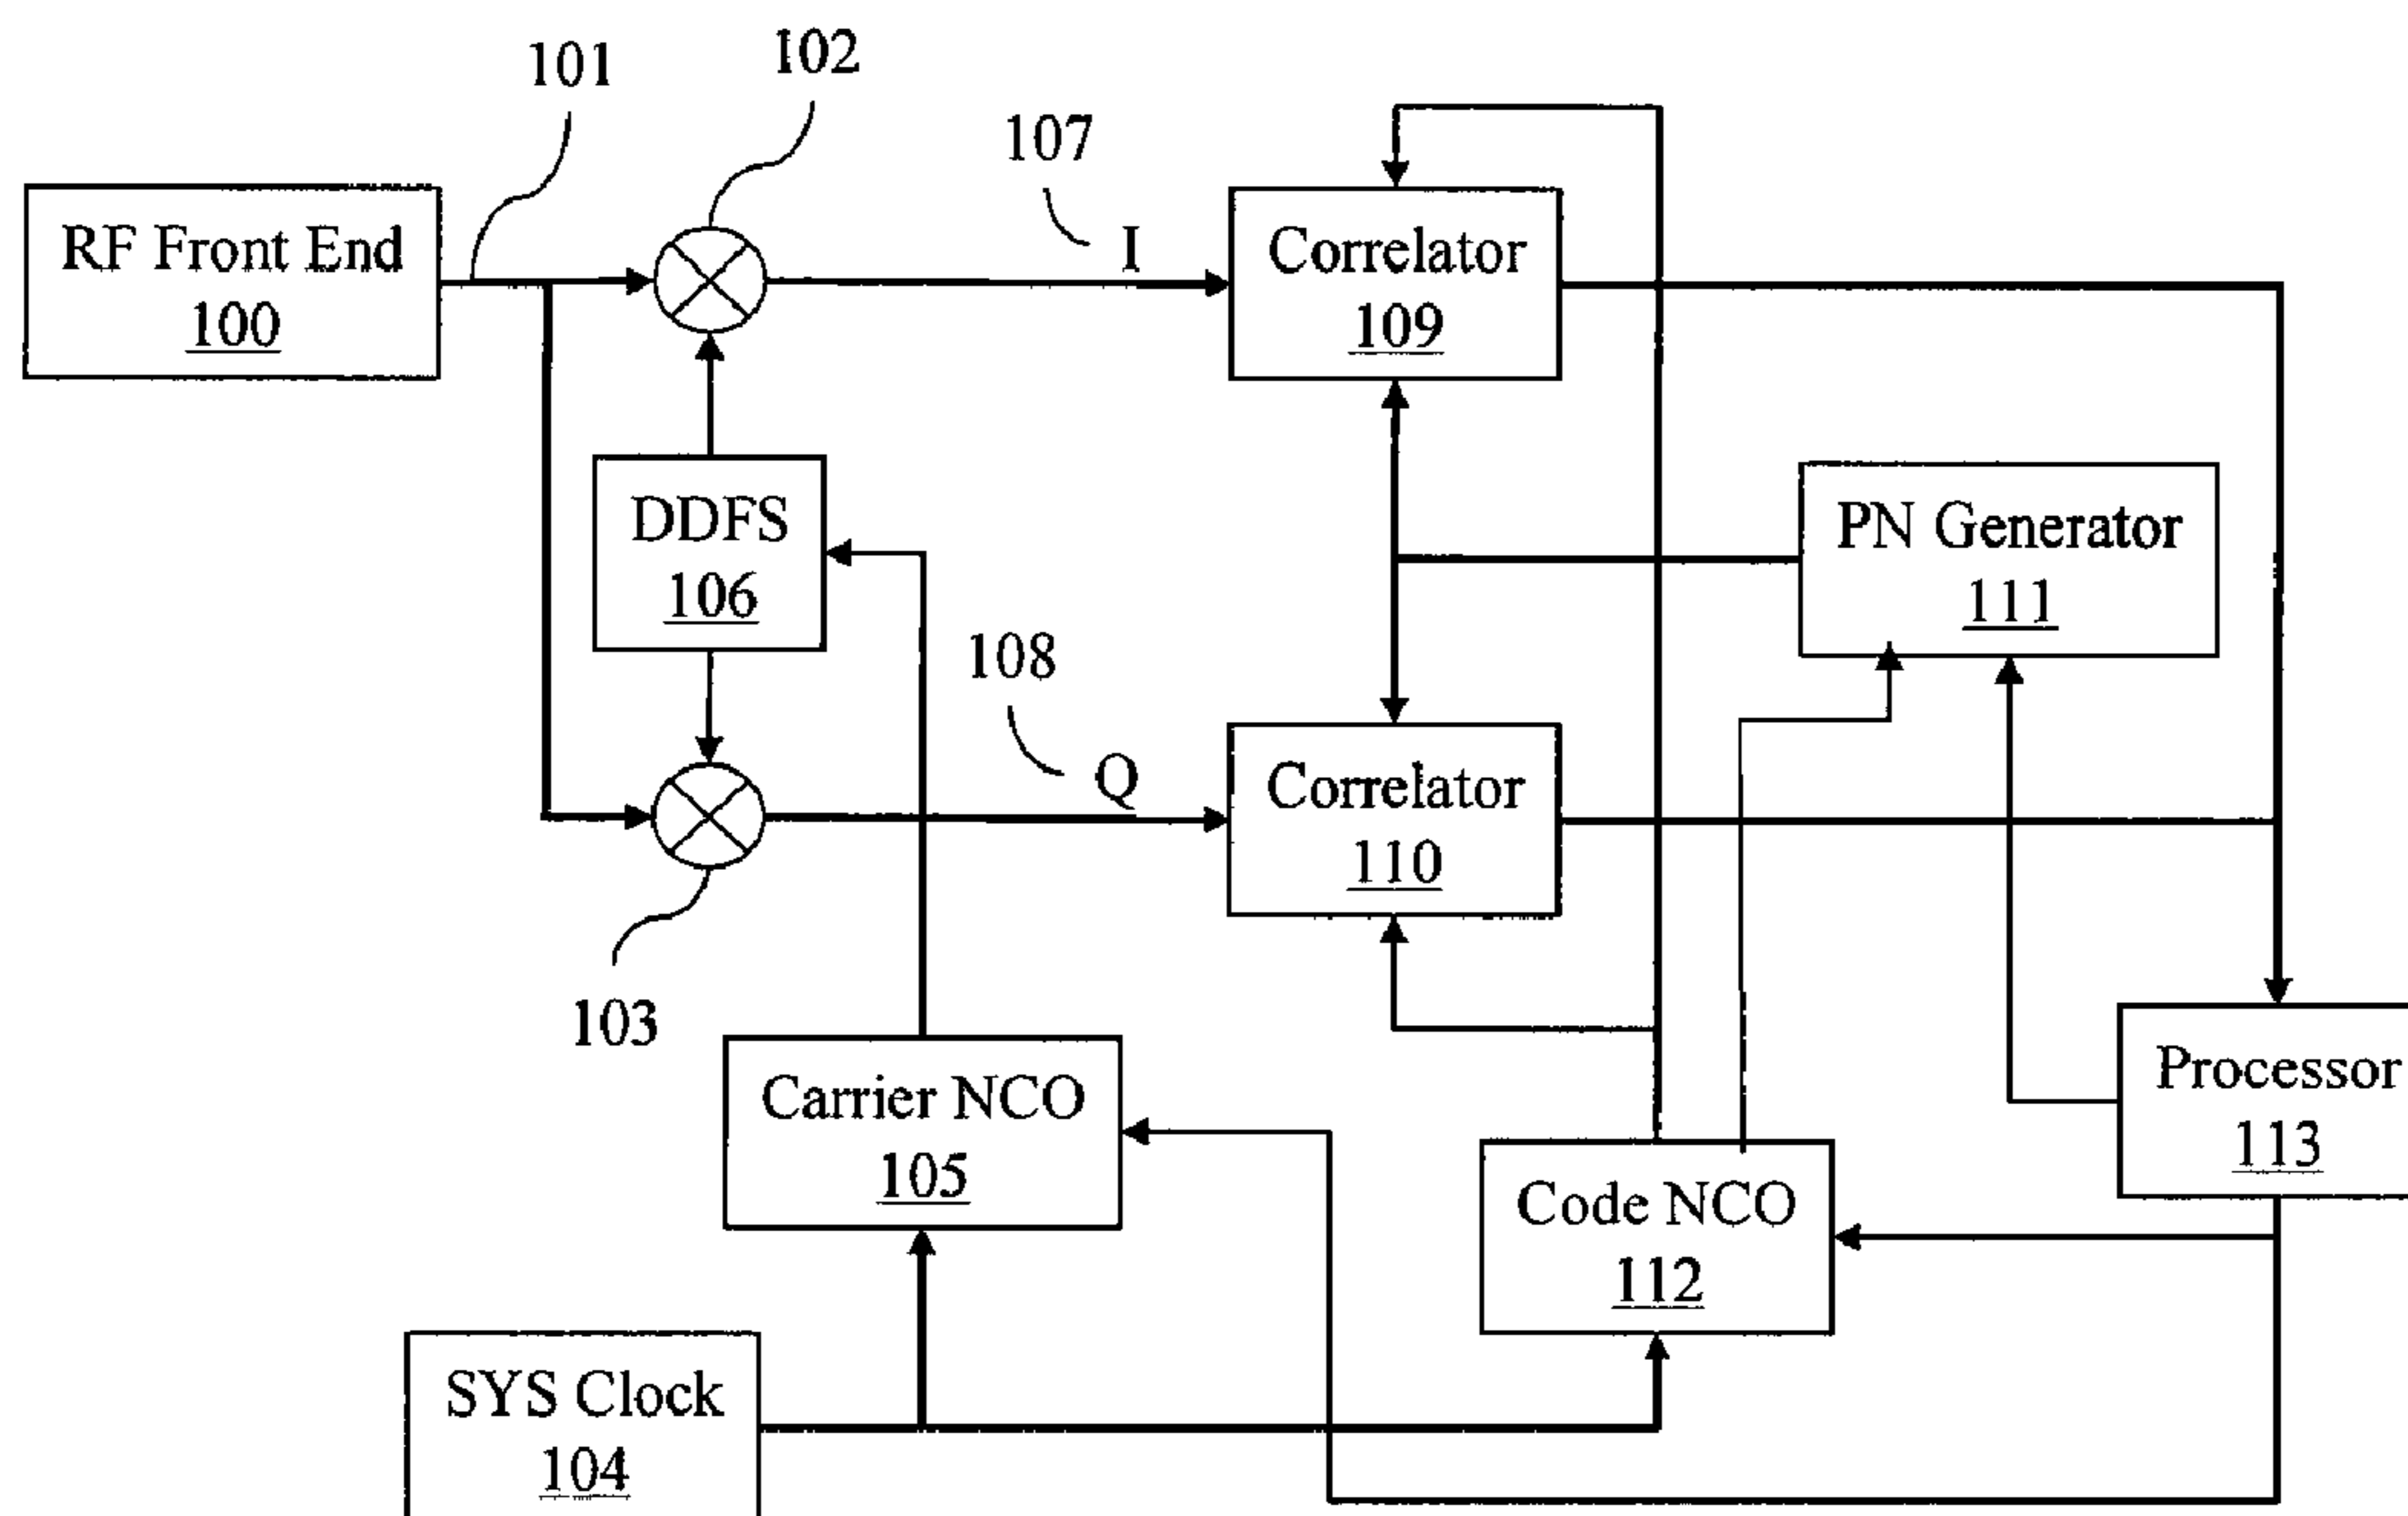 101
102
107
RF Front End
100
I
Correlator
109
DDFS
106
PN Generator
111
108
Q
Correlator
110
103
Carrier NCO
105
Processor
113
Code NCO
112
SYS Clock
104